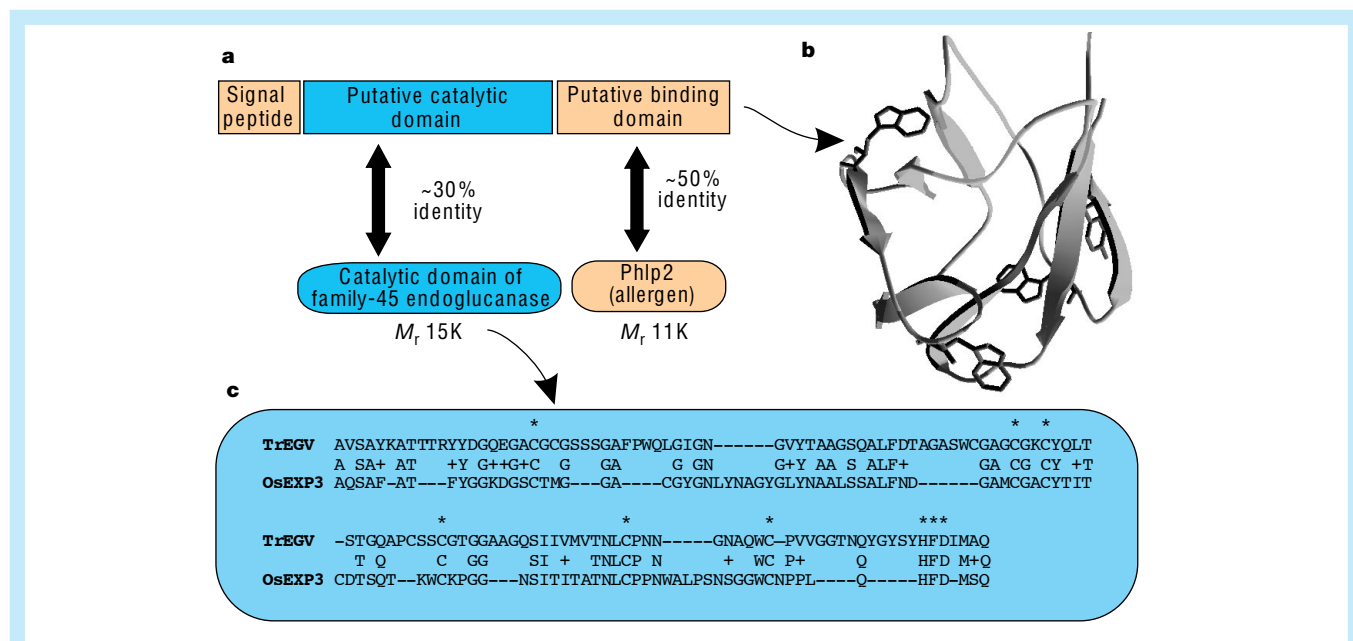 a
Signal
peptide
Putative catalytic
domain
Putative binding
domain
~30%
identity
~50%
identity
Catalytic domain of
family-45 endoglucanase
Mr 15K
Phlp2
(allergen)
Mr 11K
b
c
* * *
TrEGV AVSAYKATTTRYYDGQEGACGCGSSSGAFPWQLGIGN------GVYTAAGSQALFDTAGASWCGAGCGKCYQLT
A SA+ AT +Y G++G+C G GA G GN G+Y AA S ALF+ GA CG CY +T
OsEXP3 AQSAF-AT---FYGGKDGSCTMG---GA----CGYGNLYNAGYGLYNAALSSALFND------GAMCGACYTIT
* * * ***
TrEGV -STGQAPCSSCGTGGAAGQSIIVMVTNLCPNN-----GNAQWC-PVVGGTNQYGYSYHFDIMAQ
T Q C GG SI + TNLCP N + WC P+ Q HFD M+Q
OsEXP3 CDTSQT--KWCKPGG---NSITITATNLCPPNWALPSNSGGWCNPPL----Q-----HFD-MSQ